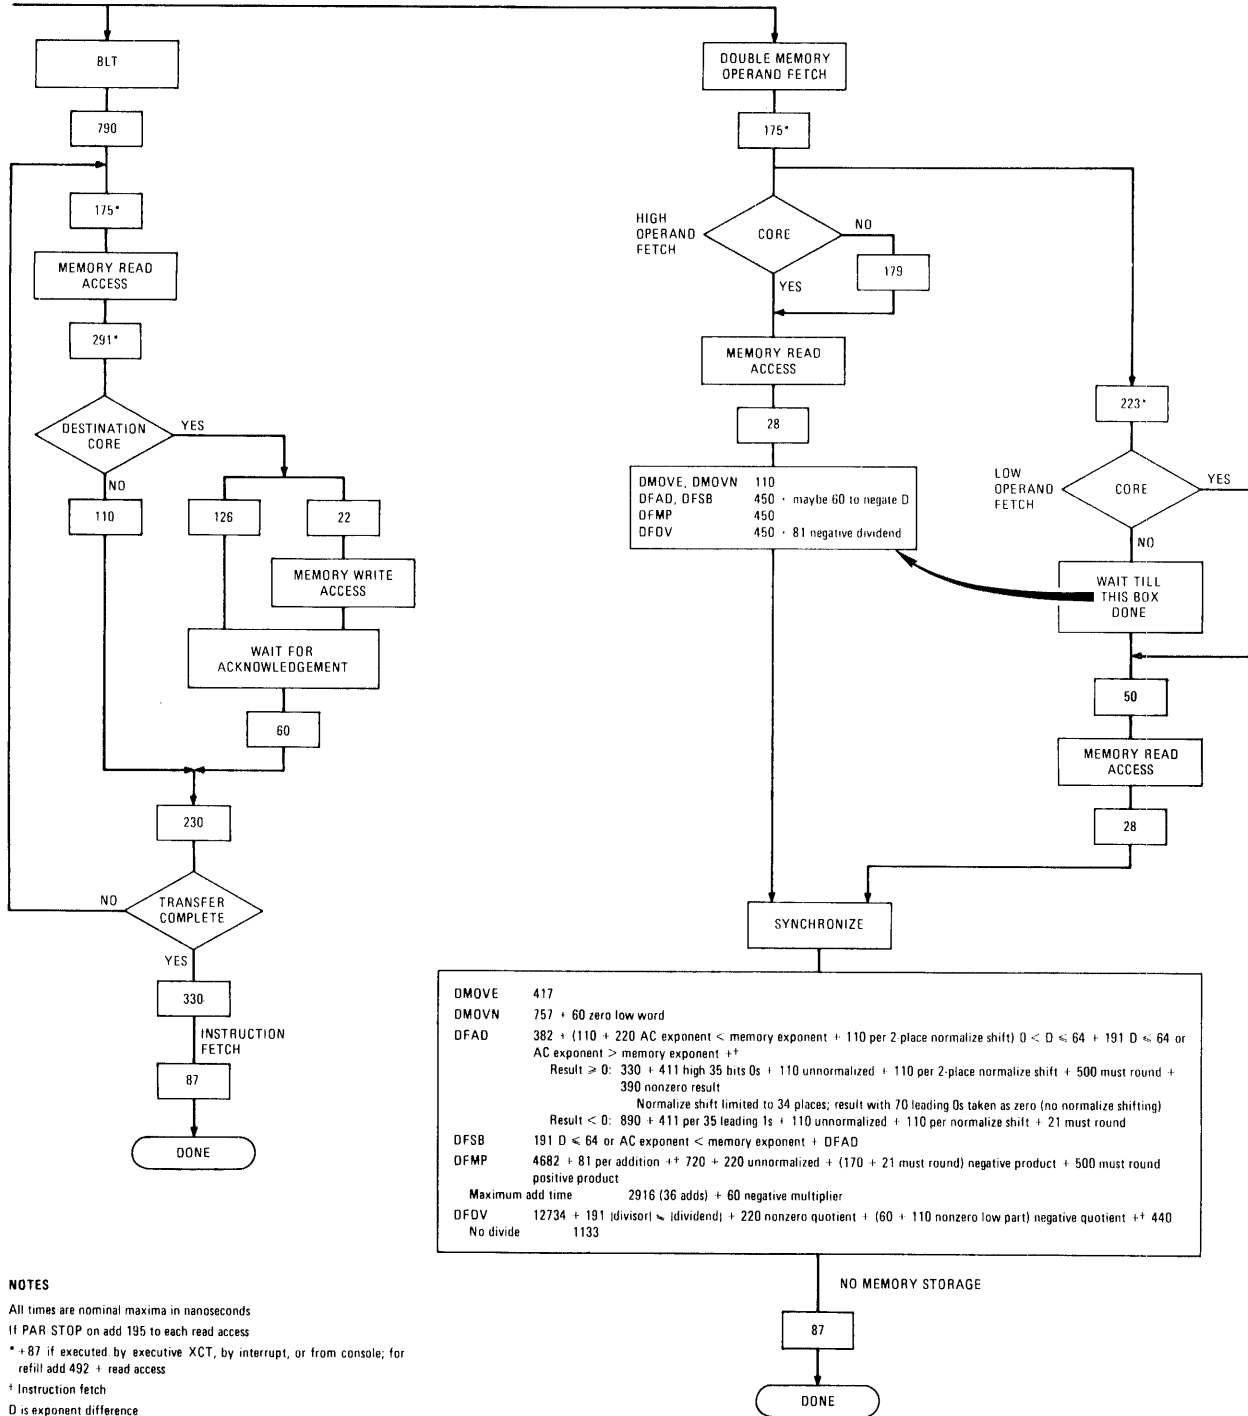 BLT
790
175*
MEMORY READ
ACCESS
291*
DESTINATION
CORE
YES
NO
110
126
22
MEMORY WRITE
ACCESS
WAIT FOR
ACKNOWLEDGEMENT
60
230
NO
TRANSFER
COMPLETE
YES
330
INSTRUCTION
FETCH
87
DONE
DOUBLE MEMORY
OPERAND FETCH
175*
HIGH
OPERAND
FETCH
CORE
NO
179
YES
MEMORY READ
ACCESS
28
DMOVE, DMOVN 110
DFAD, DFSB 450 · maybe 60 to negate D
DFMP 450
DFDV 450 · 81 negative dividend
223*
LOW
OPERAND
FETCH
CORE
YES
NO
WAIT TILL
THIS BOX
DONE
50
MEMORY READ
ACCESS
28
SYNCHRONIZE
DMOVE 417
DMOVN 757 + 60 zero low word
DFAD 382 + (110 + 220 AC exponent < memory exponent + 110 per 2-place normalize shift) 0 < D ⩽ 64 + 191 D ⩽ 64 or
AC exponent > memory exponent +†
Result ⩾ 0: 330 + 411 high 35 bits 0s + 110 unnormalized + 110 per 2-place normalize shift + 500 must round +
390 nonzero result
Normalize shift limited to 34 places; result with 70 leading 0s taken as zero (no normalize shifting)
Result < 0: 890 + 411 per 35 leading 1s + 110 unnormalized + 110 per normalize shift + 21 must round
DFSB 191 D ⩽ 64 or AC exponent < memory exponent + DFAD
DFMP 4682 + 81 per addition +† 720 + 220 unnormalized + (170 + 21 must round) negative product + 500 must round
positive product
Maximum add time 2916 (36 adds) + 60 negative multiplier
DFDV 12734 + 191 |divisor| ⩽ |dividend| + 220 nonzero quotient + (60 + 110 nonzero low part) negative quotient +† 440
No divide 1133
NO MEMORY STORAGE
87
DONE
NOTES
All times are nominal maxima in nanoseconds
If PAR STOP on add 195 to each read access
* +87 if executed by executive XCT, by interrupt, or from console; for
refill add 492 + read access
† Instruction fetch
D is exponent difference